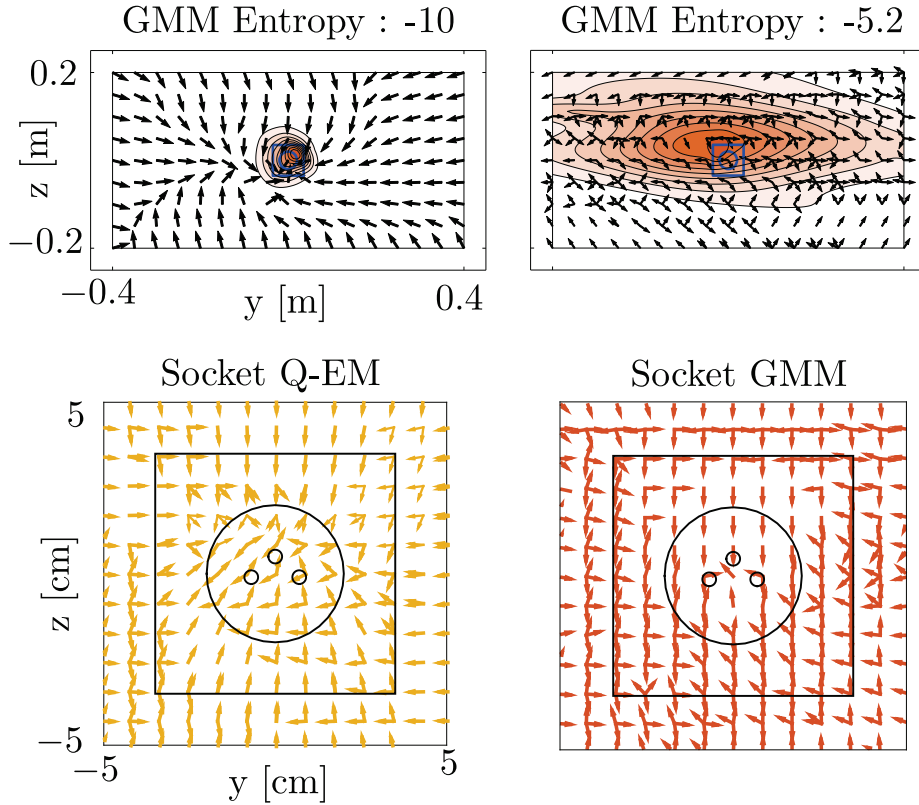 GMM Entropy : -10
GMM Entropy : -5.2
0.2
z [m]
−0.2
−0.4
y [m]
0.4
Socket Q-EM
Socket GMM
5
z [cm]
−5
−5
y [cm]
5